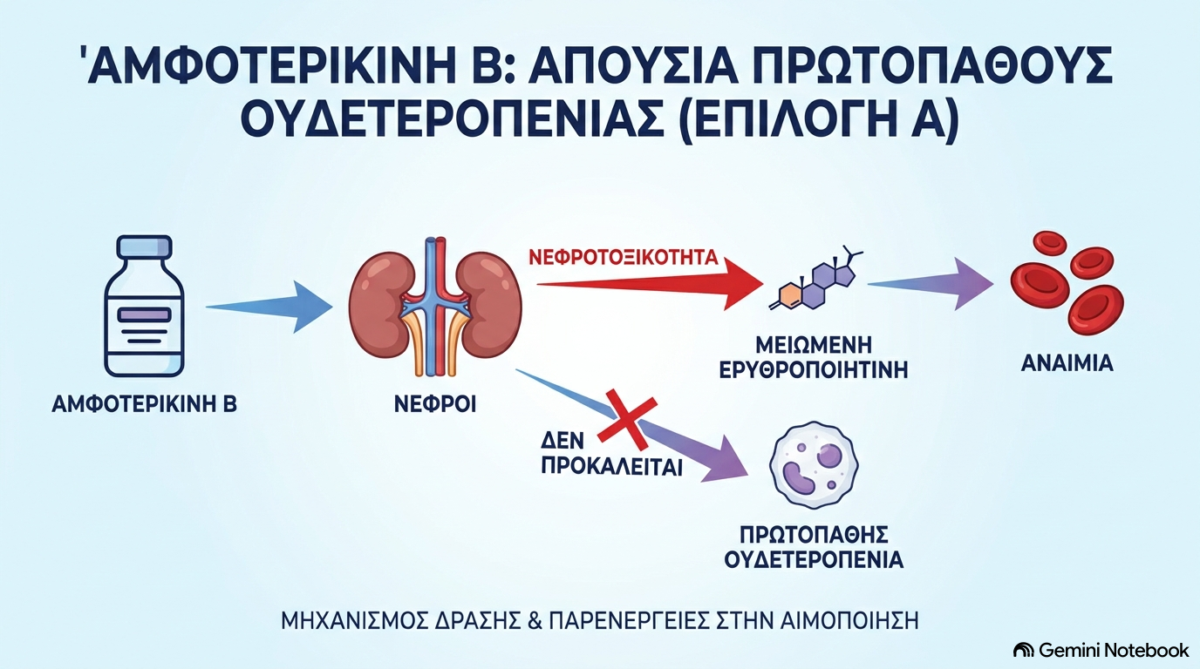 'ΑΜΦΟΤΕΡΙΚΙΝΗ Β: ΑΠΟΥΣΙΑ ΠΡΩΤΟΠΑΘΟΥΣ
ΟΥΔΕΤΕΡΟΠΕΝΙΑΣ (ΕΠΙΛΟΓΗ Α)
ΝΕΦΡΟΤΟΞΙΚΟΤΗΤΑ
ΑΜΦΟΤΕΡΙΚΙΝΗ Β
ΝΕΦΡΟΙ
ΜΕΙΩΜΕΝΗ
ΕΡΥΘΡΟΠΟΙΗΤΙΝΗ
ΑΝΑΙΜΙΑ
ΔΕΝ
ΠΡΟΚΑΛΕΙΤΑΙ
ΠΡΩΤΟΠΑΘΗΣ
ΟΥΔΕΤΕΡΟΠΕΝΙΑ
ΜΗΧΑΝΙΣΜΟΣ ΔΡΑΣΗΣ & ΠΑΡΕΝΕΡΓΕΙΕΣ ΣΤΗΝ ΑΙΜΟΠΟΙΗΣΗ
Gemini Notebook